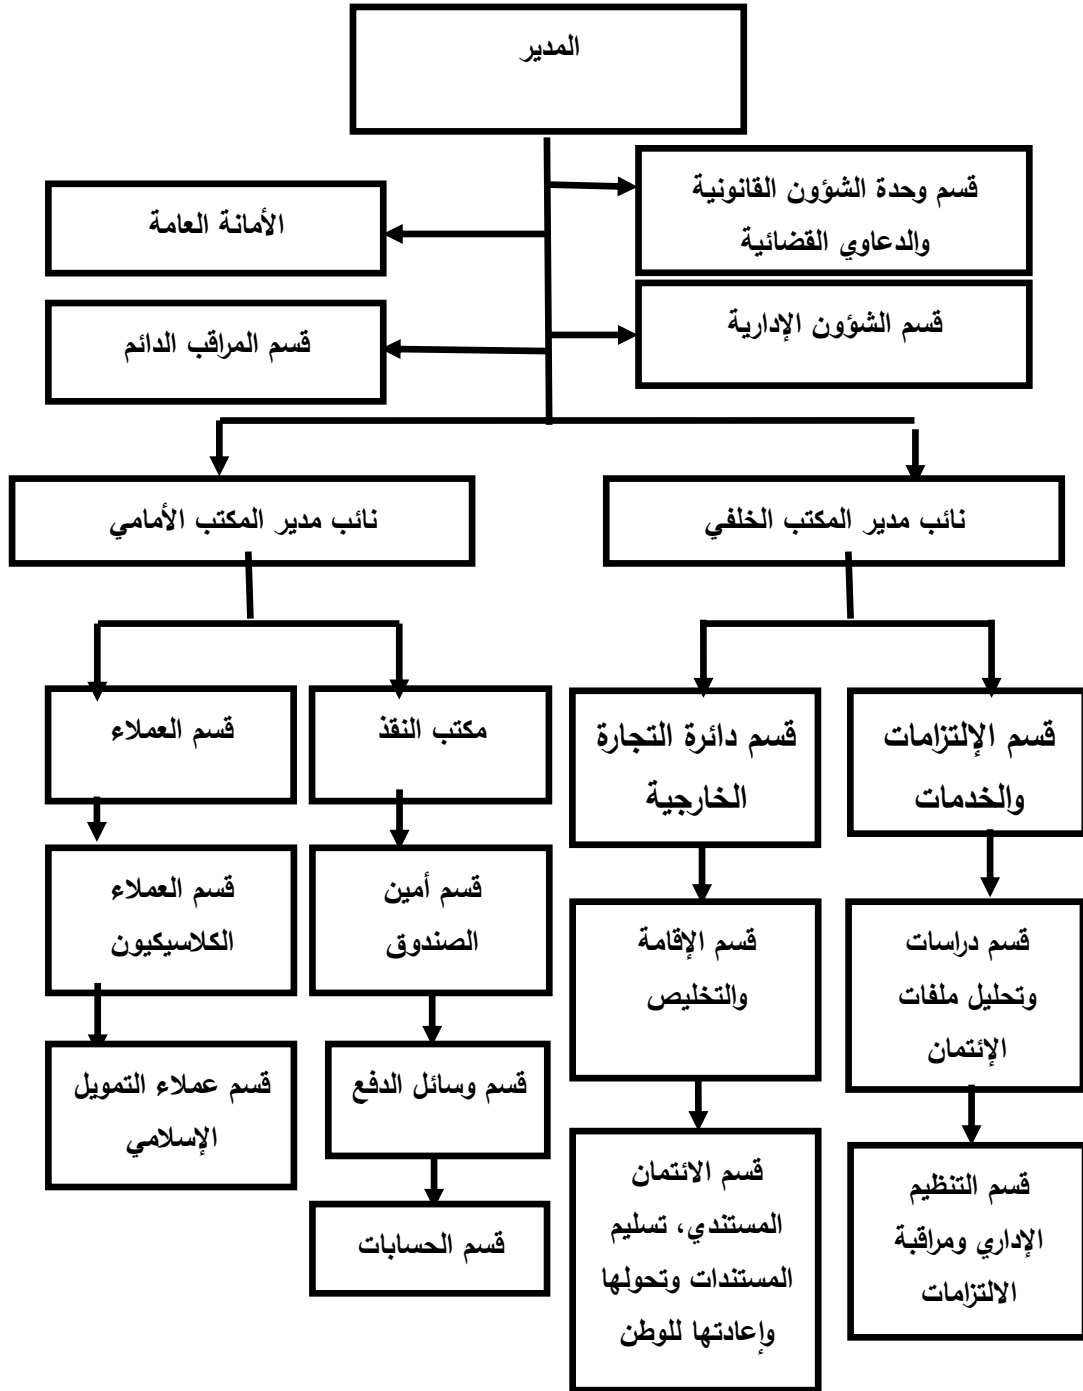 المدير
قسم وحدة الشؤون القانونية
والدعاوي القضائية
الأمانة العامة
قسم الشؤون الإدارية
قسم المراقب الدائم
نائب مدير المكتب الخلفي
نائب مدير المكتب الأمامي
قسم الإلتزامات
والخدمات
قسم دائرة التجارة
الخارجية
مكتب النقذ
قسم العملاء
قسم دراسات
وتحليل ملفات
الإئتمان
قسم الإقامة
والتخليص
قسم أمين
الصندوق
قسم العملاء
الكلاسيكيون
قسم التنظيم
الإداري ومراقبة
الالتزامات
قسم الائتمان
المستندي، تسليم
المستندات وتحولها
وإعادتها للوطن
قسم وسائل الدفع
قسم عملاء التمويل
الإسلامي
قسم الحسابات